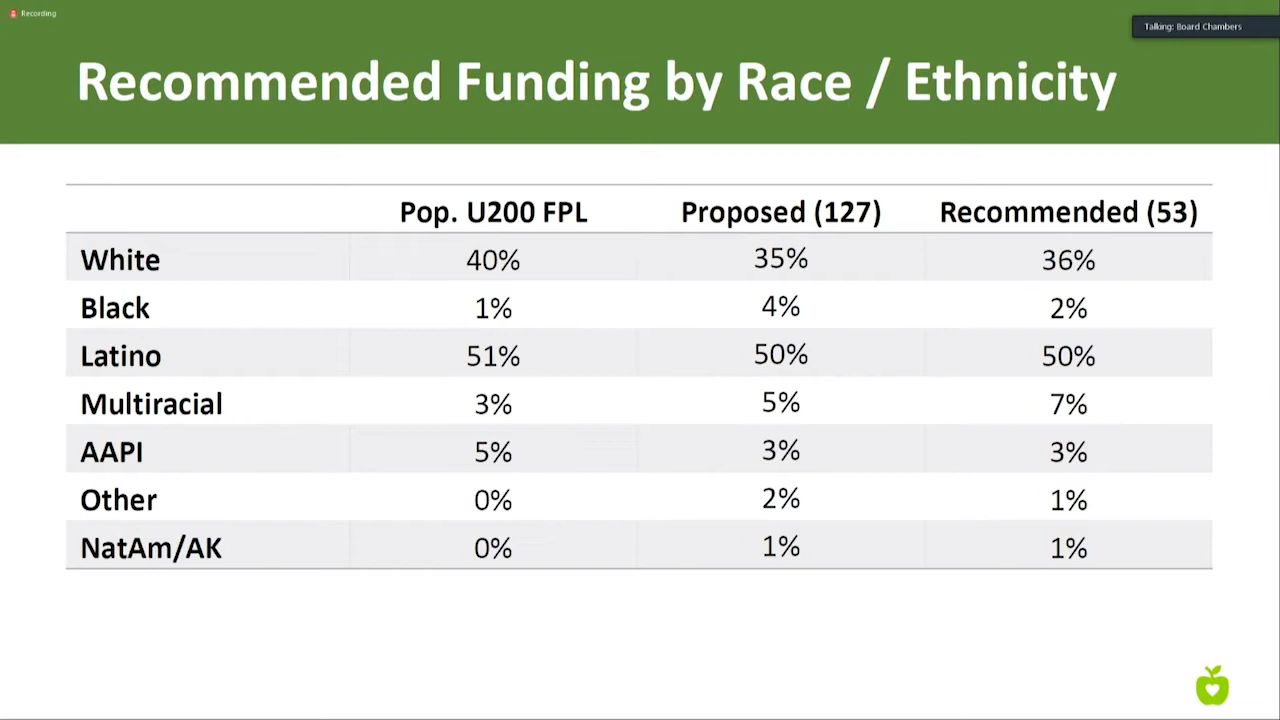 Recording
Talking: Board Chambers
Recommended Funding by Race / Ethnicity
Pop. U200 FPL Proposed (127) Recommended (53)
White 40% 35% 36%
Black 1% 4% 2%
Latino 51% 50% 50%
Multiracial 3% 5% 7%
AAPI 5% 3% 3%
Other 0% 2% 1%
NatAm/AK 0% 1% 1%